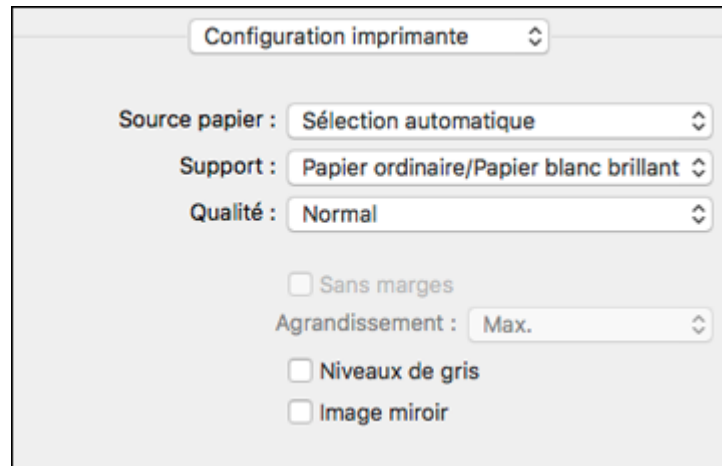 Configuration imprimante
Source papier : Sélection automatique
Support : Papier ordinaire/Papier blanc brillant
Qualité : Normal
Sans marges
Agrandissement : Max.
Niveaux de gris
Image miroir